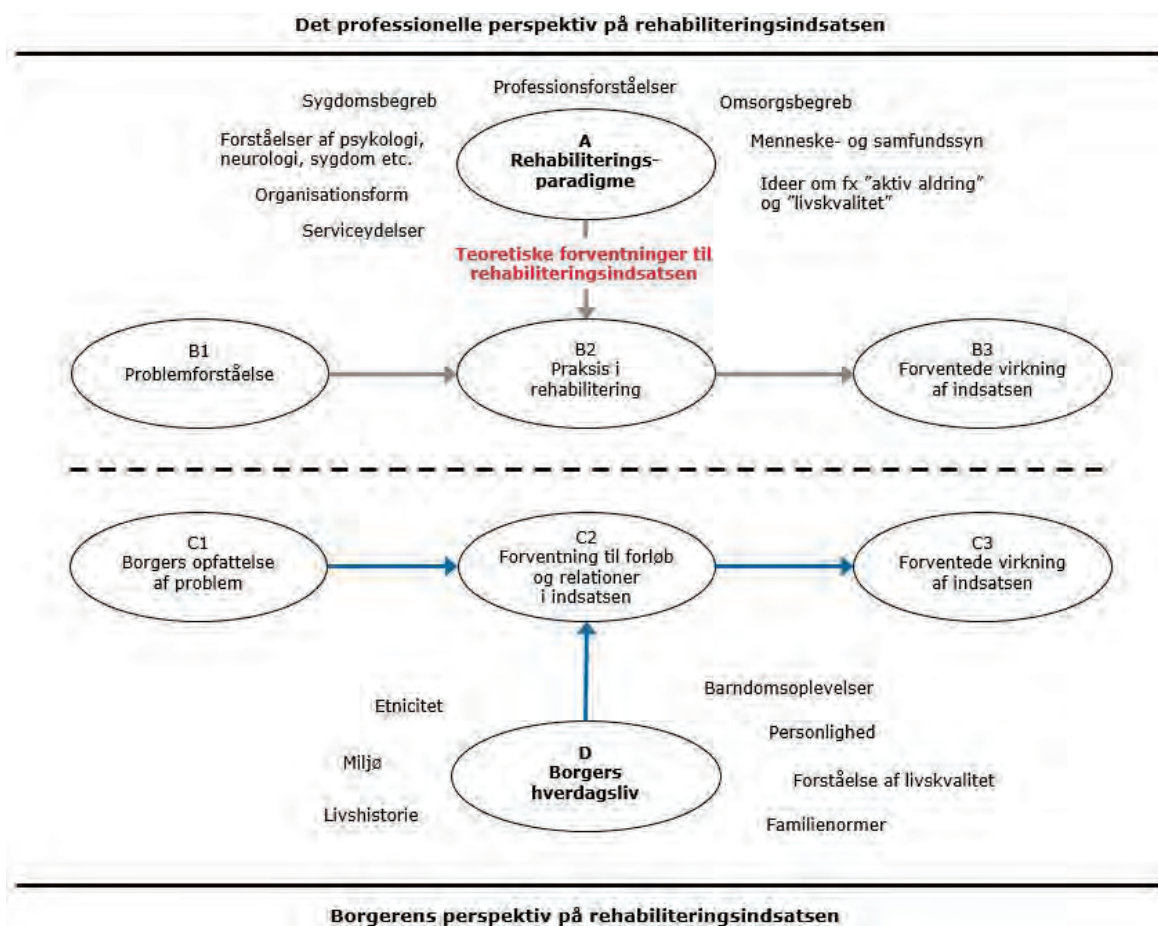 Det professionelle perspektiv på rehabiliteringsindsatsen
Professionsforståelser
Sygdomsbegreb
Omsorgsbegreb
Forståelser af psykologi,
neurologi, sygdom etc.
A
Rehabiliterings-
paradigme
Menneske- og samfundssyn
Organisationsform
Ideer om fx "aktiv aldring"
og "livskvalitet"
Serviceydelser
Teoretiske forventninger til
rehabiliteringsindsatsen
B1
Problemforståelse
B2
Praksis i
rehabilitering
B3
Forventede virkning
af indsatsen
C1
Borgers opfattelse
af problem
C2
Forventning til forløb
og relationer
i indsatsen
C3
Forventede virkning
af indsatsen
Etnicitet
Barndomsoplevelser
Personlighed
Miljø
D
Borgers
hverdagsliv
Forståelse af livskvalitet
Livshistorie
Familienormer
Borgerens perspektiv på rehabiliteringsindsatsen